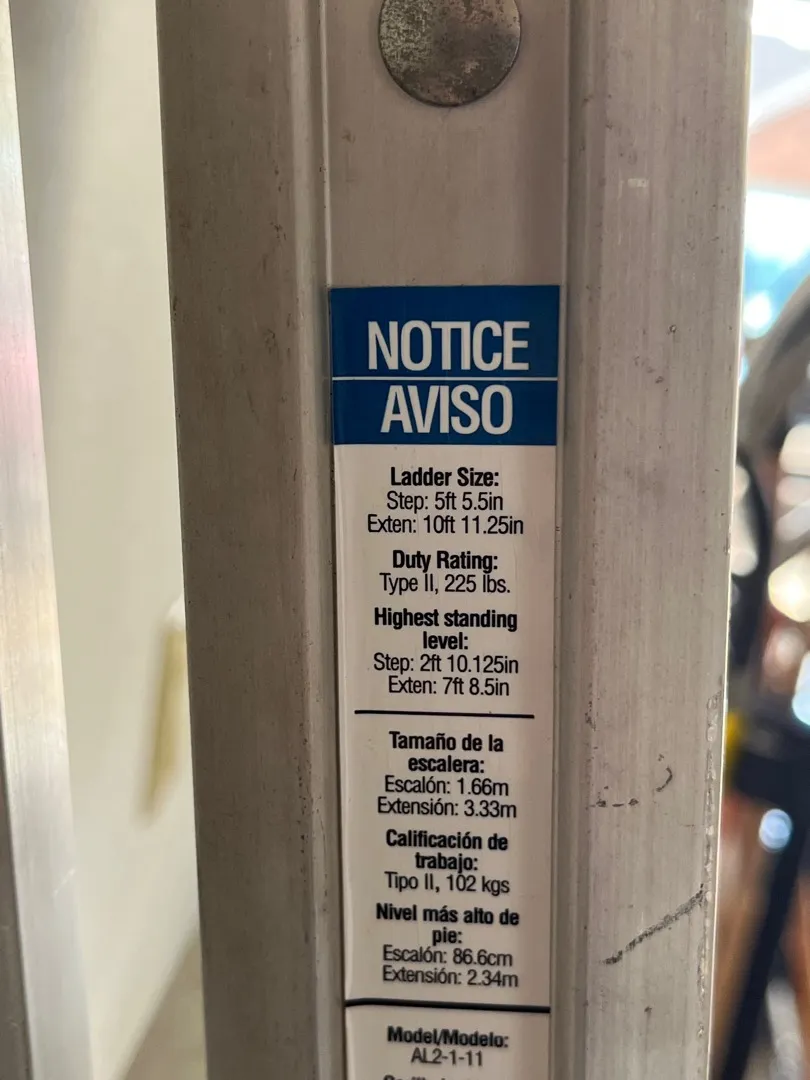 NOTICE
AVISO
Ladder Size:
Step: 5ft 5.5in
Exten: 10ft 11.25in
Duty Rating:
Type II, 225 lbs.
Highest standing
level:
Step: 2ft 10.125in
Exten: 7ft 8.5in
Tamaño de la
escalera:
Escalón: 1.66m
Extensión: 3.33m
Calificación de
trabajo:
Tipo II, 102 kgs
Nivel más alto de
pie:
Escalón: 86.6cm
Extensión: 2.34m
Model/Modelo:
AL2-1-11